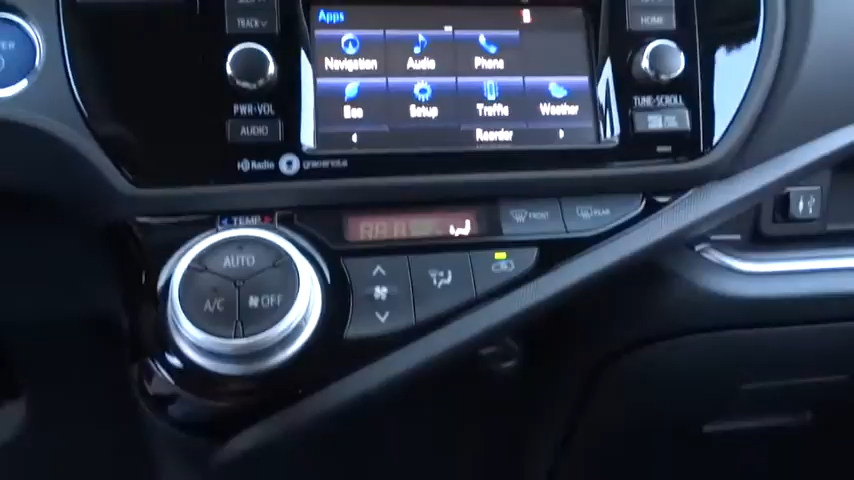 Apps
TRACK
HOME
Navigation Audio Phone
PWR•VOL
TUNE•SCROLL
Eco Setup Traffic Weather
AUDIO
Reorder
HD Radio gracenote
TEMP
FRONT REAR
AUTO
A/C OFF